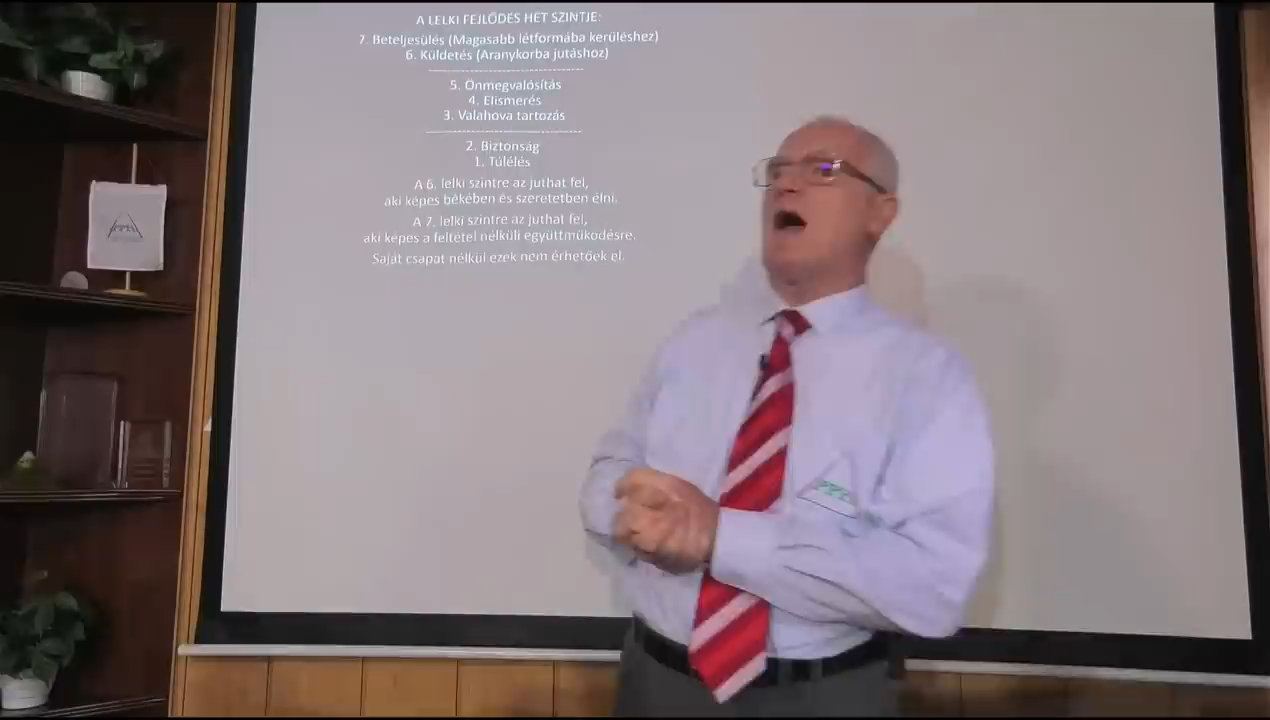 A LELKI FEJLŐDÉS HÉT SZINTJE:
7. Beteljesülés (Magasabb létformába kerüléshez)
6. Küldetés (Aranykorba jutáshoz)
5. Önmegvalósítás
4. Elismerés
3. Valahova tartozás
2. Biztonság
1. Túlélés
A 6. lelki szintre az juthat fel,
aki képes békében és szeretetben élni.
A 7. lelki szintre az juthat fel,
aki képes a feltétel nélküli együttműködésre.
Saját csapat nélkül ezek nem érhetőek el.